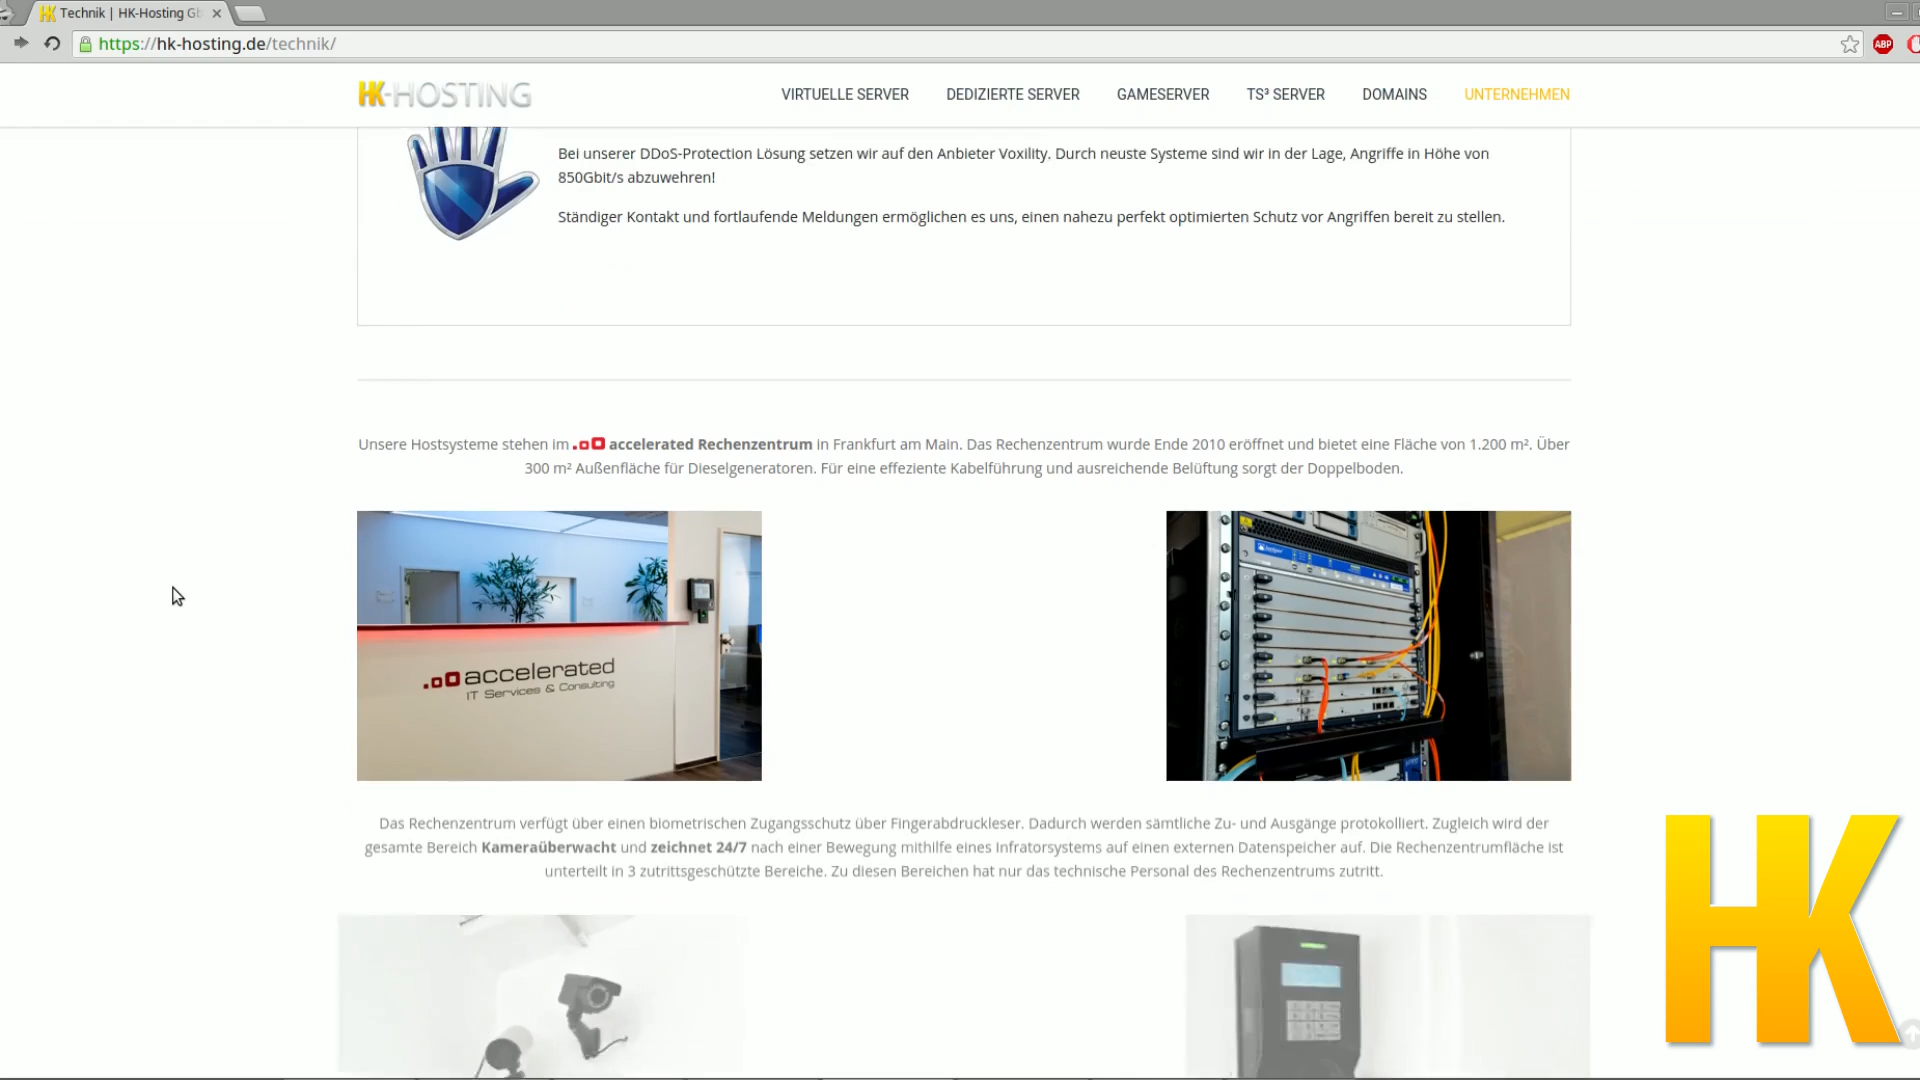 Technik | HK-Hosting Gb
https://hk-hosting.de/technik/
ABP
HK-HOSTING
VIRTUELLE SERVER
DEDIZIERTE SERVER
GAMESERVER
TS³ SERVER
DOMAINS
UNTERNEHMEN
Bei unserer DDoS-Protection Lösung setzen wir auf den Anbieter Voxility. Durch neuste Systeme sind wir in der Lage, Angriffe in Höhe von
850Gbit/s abzuwehren!
Ständiger Kontakt und fortlaufende Meldungen ermöglichen es uns, einen nahezu perfekt optimierten Schutz vor Angriffen bereit zu stellen.
Unsere Hostsysteme stehen im accelerated Rechenzentrum in Frankfurt am Main. Das Rechenzentrum wurde Ende 2010 eröffnet und bietet eine Fläche von 1.200 m². Über
300 m² Außenfläche für Dieselgeneratoren. Für eine effeziente Kabelführung und ausreichende Belüftung sorgt der Doppelboden.
accelerated
IT Services & Consulting
Das Rechenzentrum verfügt über einen biometrischen Zugangsschutz über Fingerabdruckleser. Dadurch werden sämtliche Zu- und Ausgänge protokolliert. Zugleich wird der
gesamte Bereich Kameraüberwacht und zeichnet 24/7 nach einer Bewegung mithilfe eines Infratorsystems auf einen externen Datenspeicher auf. Die Rechenzentrumfläche ist
unterteilt in 3 zutrittsgeschützte Bereiche. Zu diesen Bereichen hat nur das technische Personal des Rechenzentrums zutritt.
HK